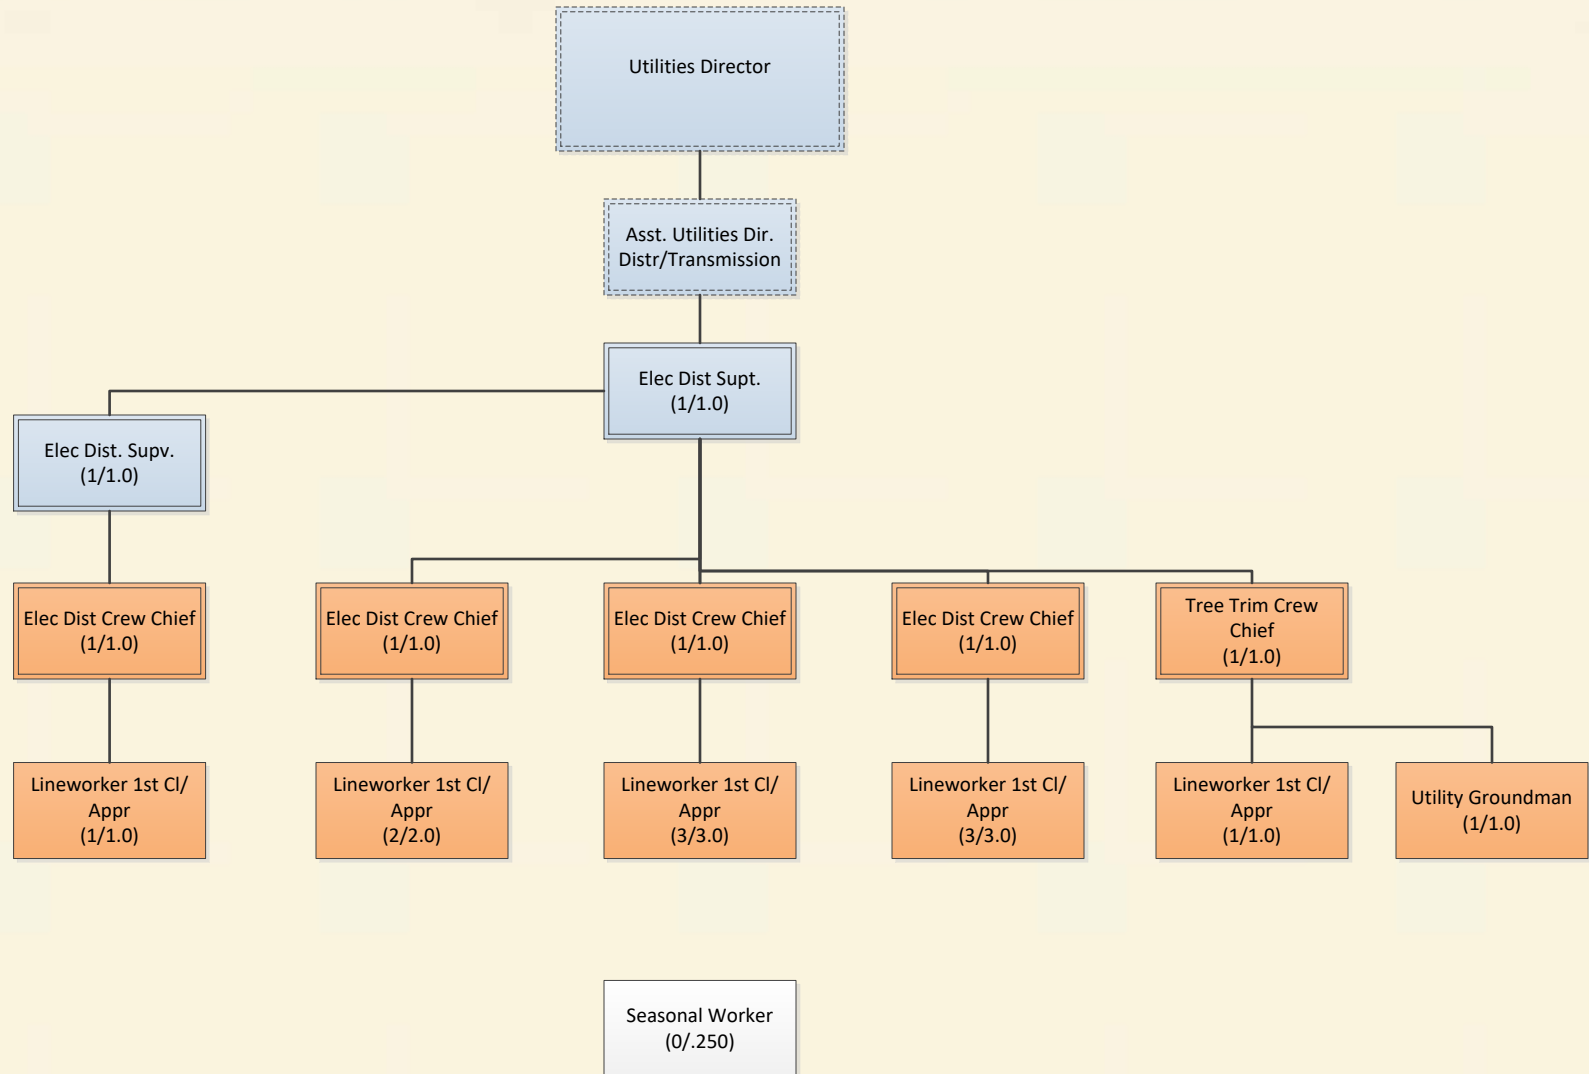 Utilities Director
Asst. Utilities Dir.
Distr/Transmission
Elec Dist Supt.
(1/1.0)
Elec Dist. Supv.
(1/1.0)
Elec Dist Crew Chief
(1/1.0)
Elec Dist Crew Chief
(1/1.0)
Elec Dist Crew Chief
(1/1.0)
Elec Dist Crew Chief
(1/1.0)
Tree Trim Crew
Chief
(1/1.0)
Lineworker 1st Cl/
Appr
(1/1.0)
Lineworker 1st Cl/
Appr
(2/2.0)
Lineworker 1st Cl/
Appr
(3/3.0)
Lineworker 1st Cl/
Appr
(3/3.0)
Lineworker 1st Cl/
Appr
(1/1.0)
Utility Groundman
(1/1.0)
Seasonal Worker
(0/.250)